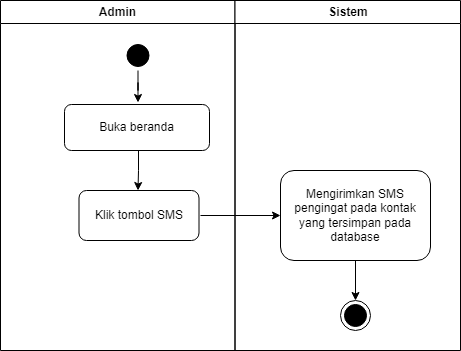 Admin
Sistem
Buka beranda
Klik tombol SMS
Mengirimkan SMS
pengingat pada kontak
yang tersimpan pada
database